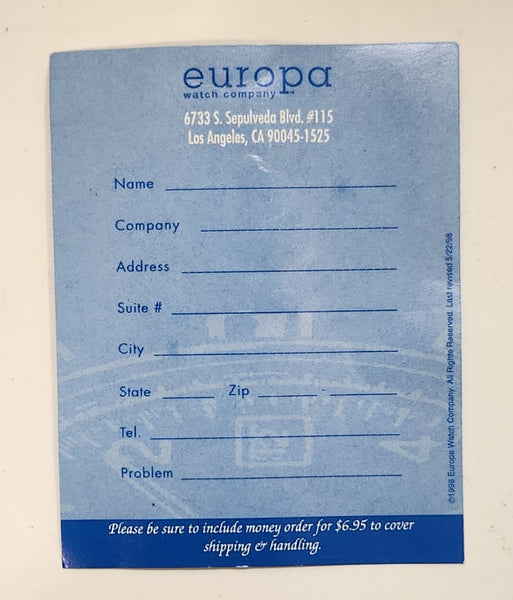 europa
watch company™
6733 S. Sepulveda Blvd. #115
Los Angeles, CA 90045-1525
Name
Company
Address
Suite #
City
State Zip -
Tel.
Problem
Please be sure to include money order for $6.95 to cover
shipping & handling.
©1998 Europa Watch Company. All Rights Reserved. Last revised 5/22/98